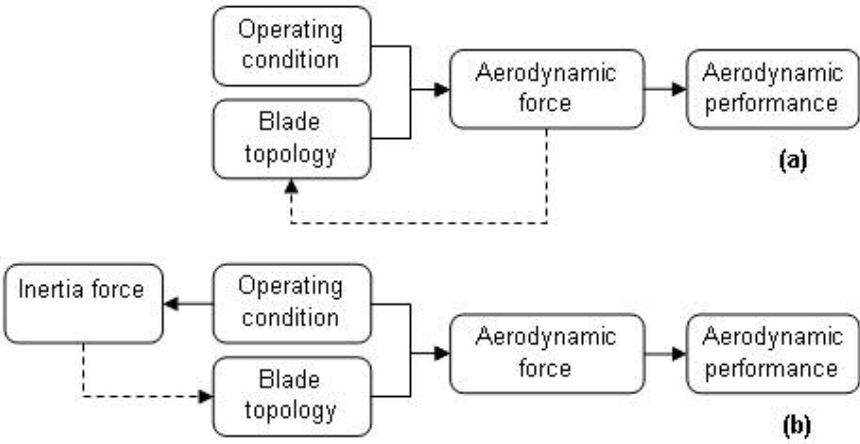 Operating
condition
Blade
topology
Aerodynamic
force
Aerodynamic
performance
(a)
Inertia force
Operating
condition
Blade
topology
Aerodynamic
force
Aerodynamic
performance
(b)